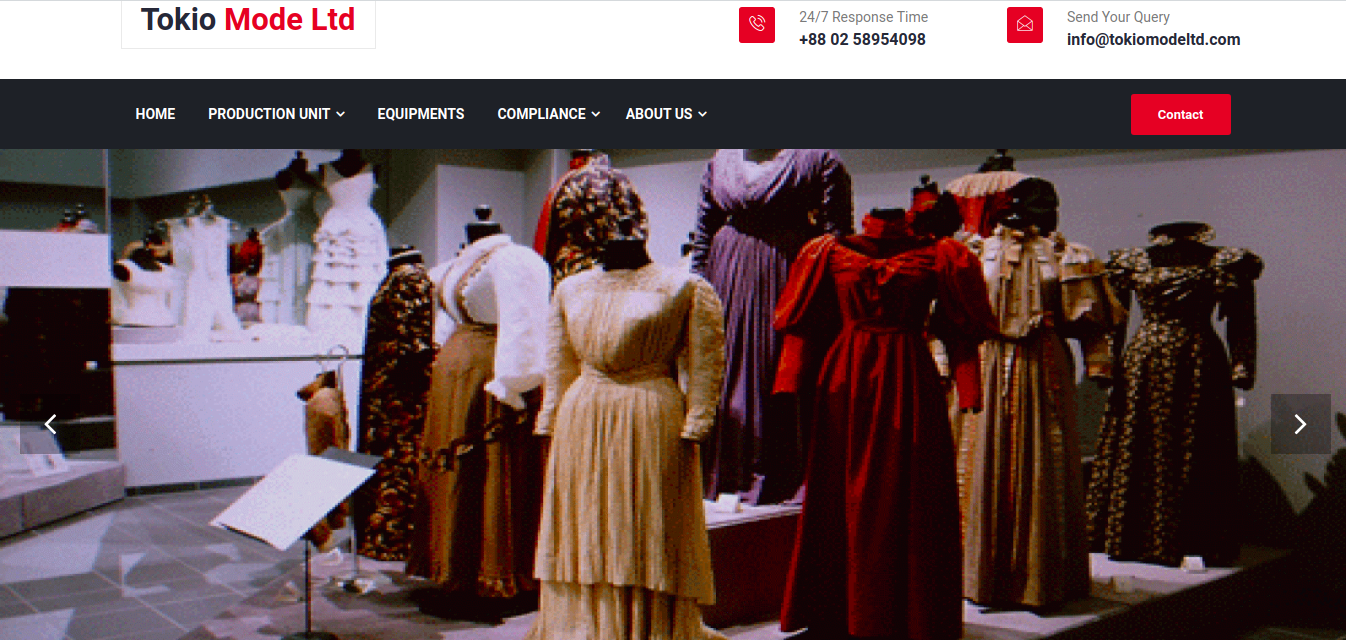 Tokio Mode Ltd
24/7 Response Time
+88 02 58954098
Send Your Query
info@tokiomodeltd.com
HOME
PRODUCTION UNIT
EQUIPMENTS
COMPLIANCE
ABOUT US
Contact